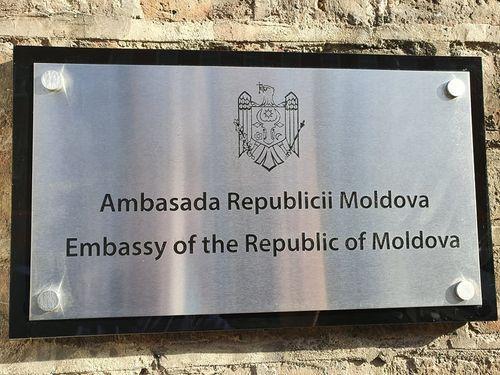 Ambasada Republicii Moldova
Embassy of the Republic of Moldova